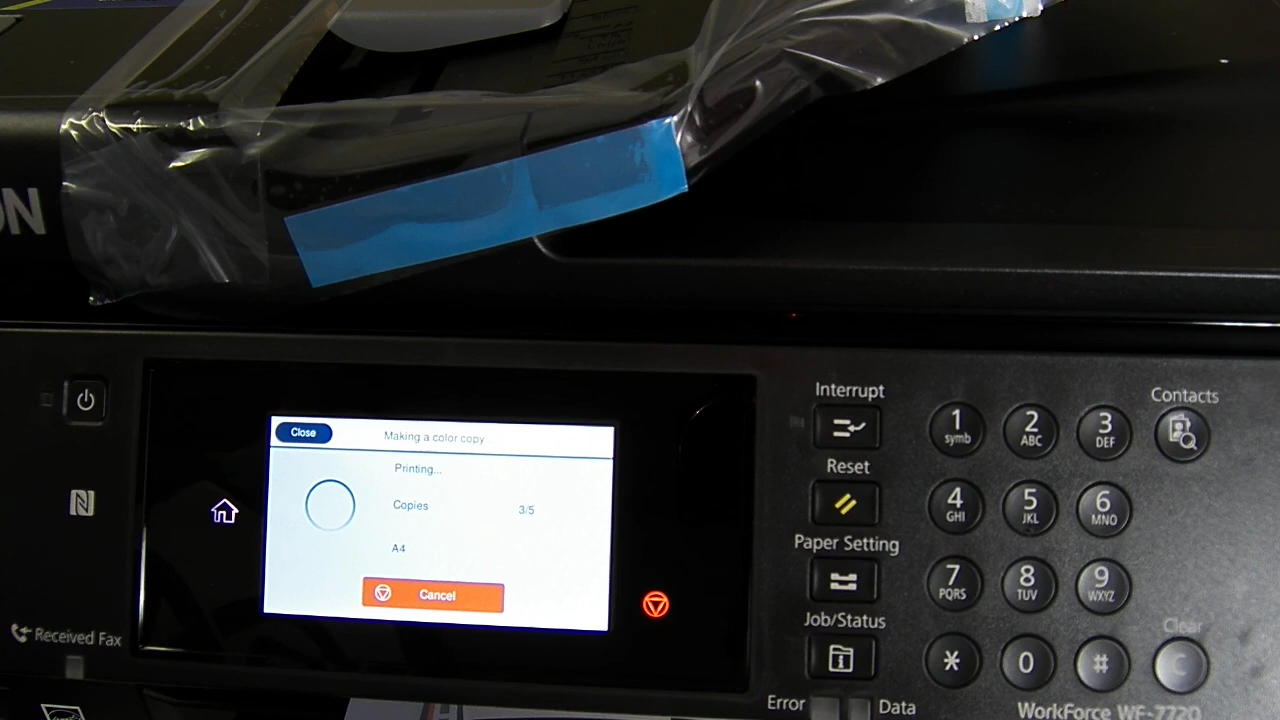 ON
Close
Making a color copy...
Printing...
Copies 3/5
A4
Cancel
Received Fax
Interrupt
Reset
Paper Setting
Job/Status
Error
Data
Contacts
1 symb
2 ABC
3 DEF
4 GHI
5 JKL
6 MNO
7 PQRS
8 TUV
9 WXYZ
* 0 #
Clear
C
WorkForce WF-7720